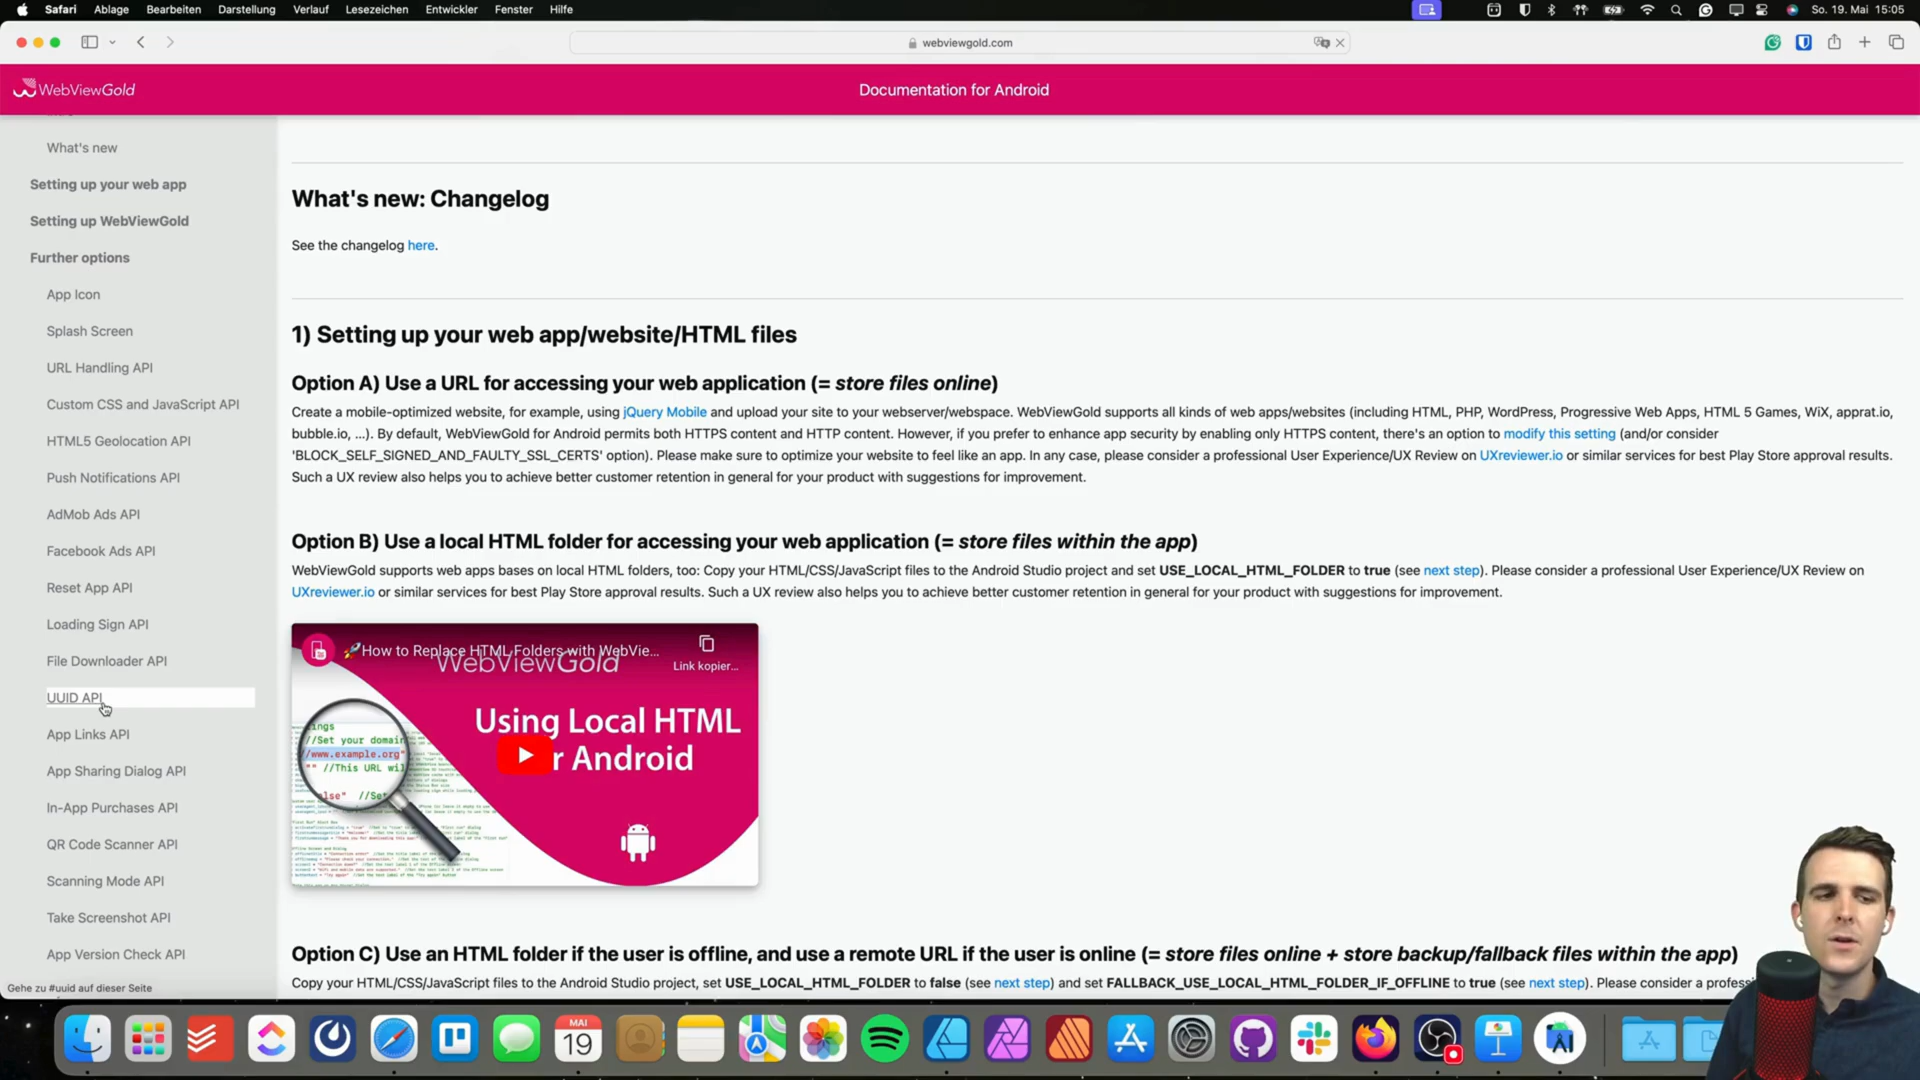 Safari Ablage Bearbeiten Darstellung Verlauf Lesezeichen Entwickler Fenster Hilfe So. 19. Mai 15:05
webviewgold.com
WebViewGold
Documentation for Android
What's new
Setting up your web app
Setting up WebViewGold
Further options
App Icon
Splash Screen
URL Handling API
Custom CSS and JavaScript API
HTML5 Geolocation API
Push Notifications API
AdMob Ads API
Facebook Ads API
Reset App API
Loading Sign API
File Downloader API
UUID API
App Links API
App Sharing Dialog API
In-App Purchases API
QR Code Scanner API
Scanning Mode API
Take Screenshot API
App Version Check API
Gehe zu #uuid auf dieser Seite
What's new: Changelog
See the changelog here.
1) Setting up your web app/website/HTML files
Option A) Use a URL for accessing your web application (= store files online)
Create a mobile-optimized website, for example, using jQuery Mobile and upload your site to your webserver/webspace. WebViewGold supports all kinds of web apps/websites (including HTML, PHP, WordPress, Progressive Web Apps, HTML 5 Games, WiX, apprat.io,
bubble.io, ...). By default, WebViewGold for Android permits both HTTPS content and HTTP content. However, if you prefer to enhance app security by enabling only HTTPS content, there's an option to modify this setting (and/or consider
'BLOCK_SELF_SIGNED_AND_FAULTY_SSL_CERTS' option). Please make sure to optimize your website to feel like an app. In any case, please consider a professional User Experience/UX Review on UXreviewer.io or similar services for best Play Store approval results.
Such a UX review also helps you to achieve better customer retention in general for your product with suggestions for improvement.
Option B) Use a local HTML folder for accessing your web application (= store files within the app)
WebViewGold supports web apps bases on local HTML folders, too: Copy your HTML/CSS/JavaScript files to the Android Studio project and set USE_LOCAL_HTML_FOLDER to true (see next step). Please consider a professional User Experience/UX Review on
UXreviewer.io or similar services for best Play Store approval results. Such a UX review also helps you to achieve better customer retention in general for your product with suggestions for improvement.
🚀How to Replace HTML Folders with WebVie...
Link kopier...
WebViewGold
Using Local HTML
r Android
ings
//Set your domai
//www.example.org"
"" //This URL wil
lse" //Se
Option C) Use an HTML folder if the user is offline, and use a remote URL if the user is online (= store files online + store backup/fallback files within the app)
Copy your HTML/CSS/JavaScript files to the Android Studio project, set USE_LOCAL_HTML_FOLDER to false (see next step) and set FALLBACK_USE_LOCAL_HTML_FOLDER_IF_OFFLINE to true (see next step). Please consider a profess
MAI
19